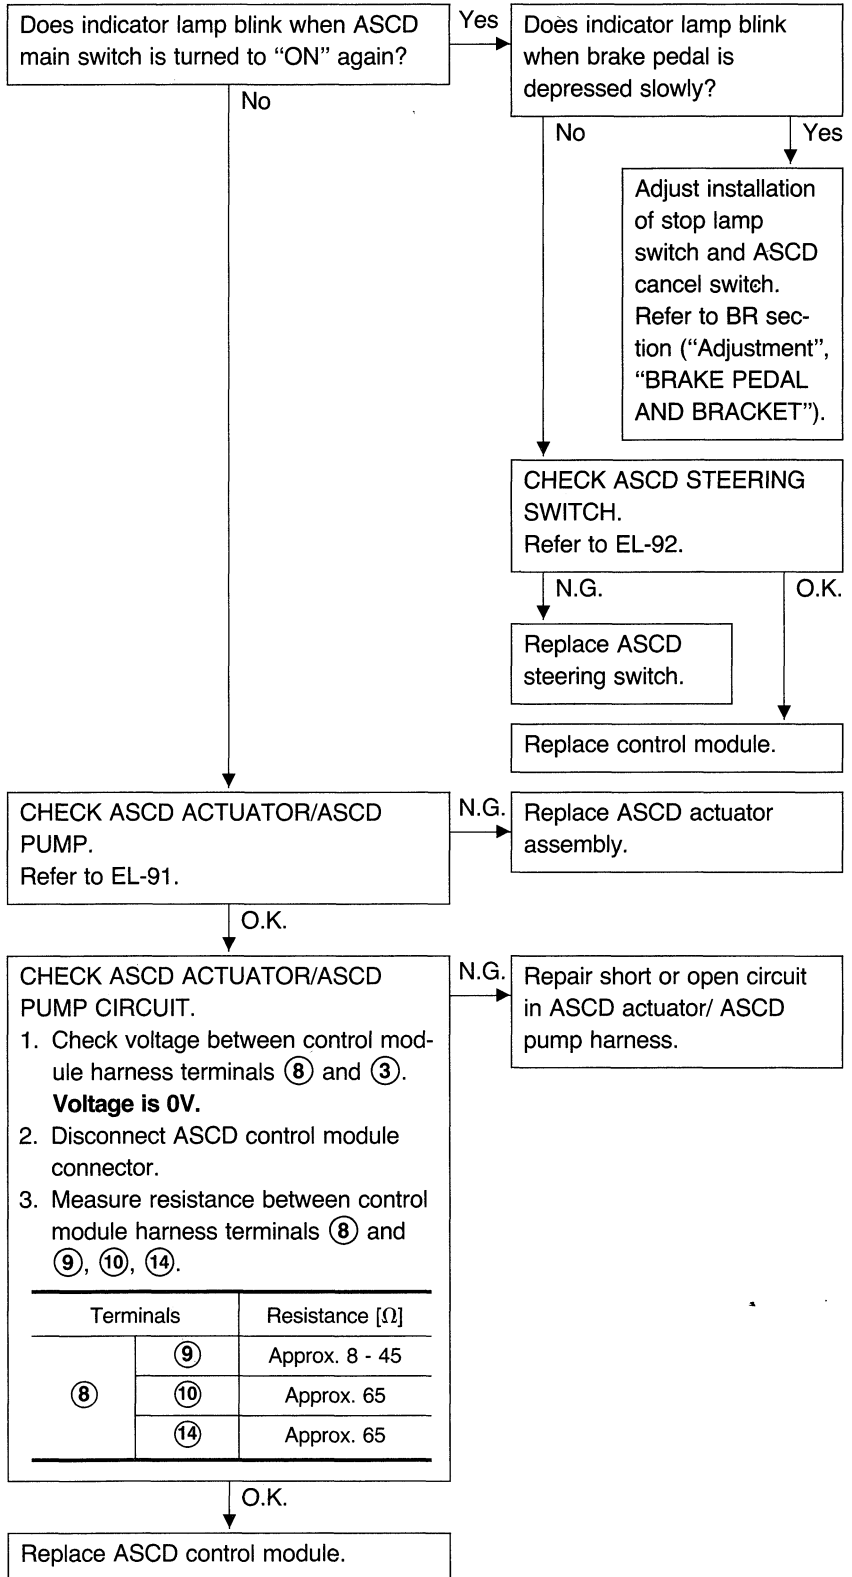 Does indicator lamp blink when ASCD
main switch is turned to “ON” again?
Yes
Does indicator lamp blink
when brake pedal is
depressed slowly?
No
No
Yes
Adjust installation
of stop lamp
switch and ASCD
cancel switch.
Refer to BR sec-
tion (“Adjustment”,
“BRAKE PEDAL
AND BRACKET”).
CHECK ASCD STEERING
SWITCH.
Refer to EL-92.
N.G.
O.K.
Replace ASCD
steering switch.
Replace control module.
CHECK ASCD ACTUATOR/ASCD
PUMP.
Refer to EL-91.
N.G.
Replace ASCD actuator
assembly.
O.K.
CHECK ASCD ACTUATOR/ASCD
PUMP CIRCUIT.
1. Check voltage between control mod-
ule harness terminals ⑧ and ③.
Voltage is 0V.
2. Disconnect ASCD control module
connector.
3. Measure resistance between control
module harness terminals ⑧ and
⑨, ⑩, ⑭.
Terminals Resistance [Ω]
⑨ Approx. 8 - 45
⑧ ⑩ Approx. 65
⑭ Approx. 65
N.G.
Repair short or open circuit
in ASCD actuator/ ASCD
pump harness.
O.K.
Replace ASCD control module.